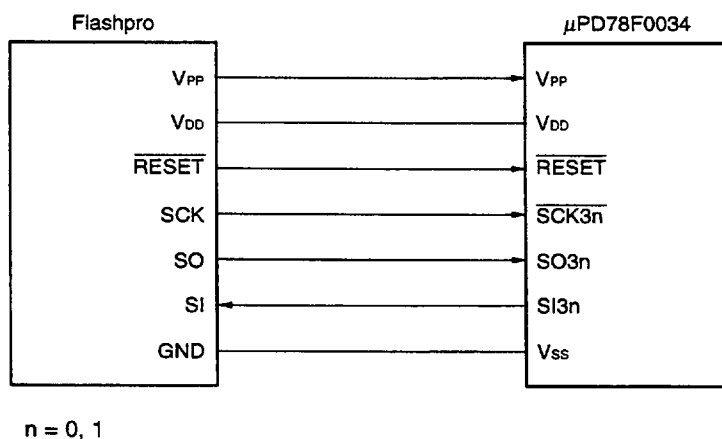 Flashpro μPD78F0034
VPP VPP
VDD VDD
RESET RESET
SCK SCK3n
SO SO3n
SI SI3n
GND VSS
n = 0, 1